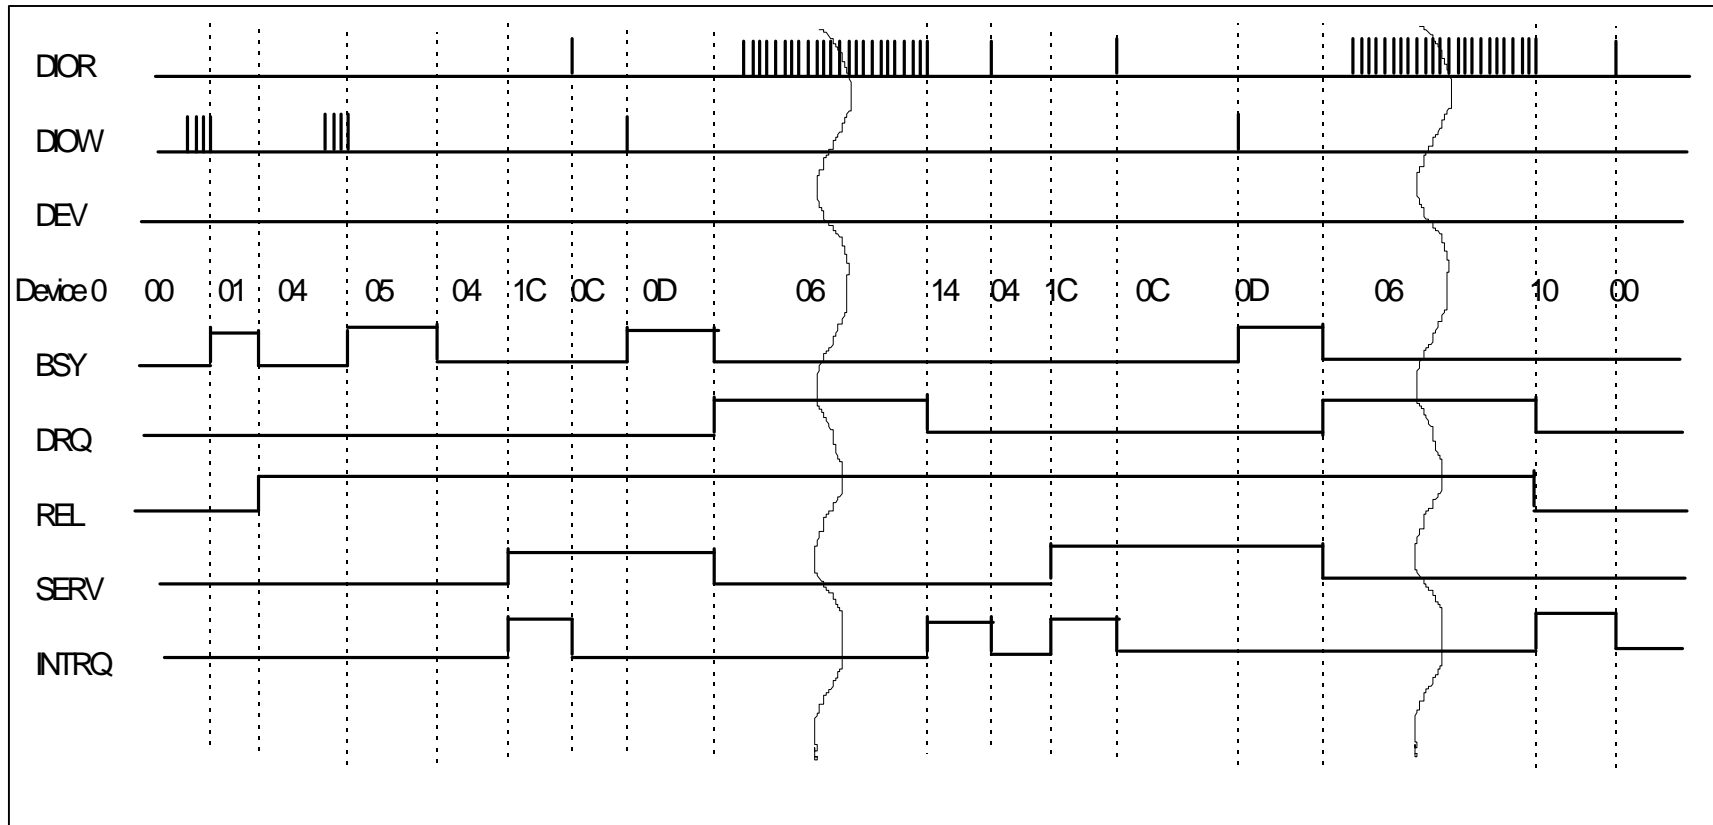 DIOR
DIOW
DEV
Device 0 00 01 04 05 04 1C 0C 0D 06 14 04 1C 0C 0D 06 10 00
BSY
DRQ
REL
SERV
INTRQ